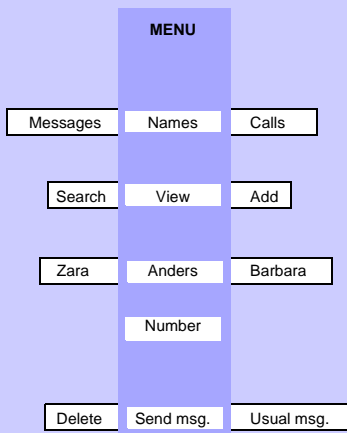 MENU
Messages Names Calls
Search View Add
Zara Anders Barbara
Number
Delete Send msg. Usual msg.